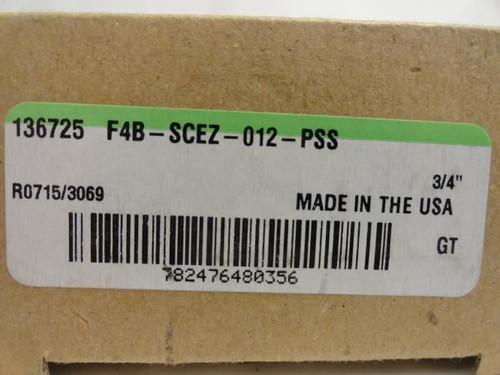 136725 F4B-SCEZ-012-PSS
3/4"
R0715/3069
MADE IN THE USA
GT
782476480356